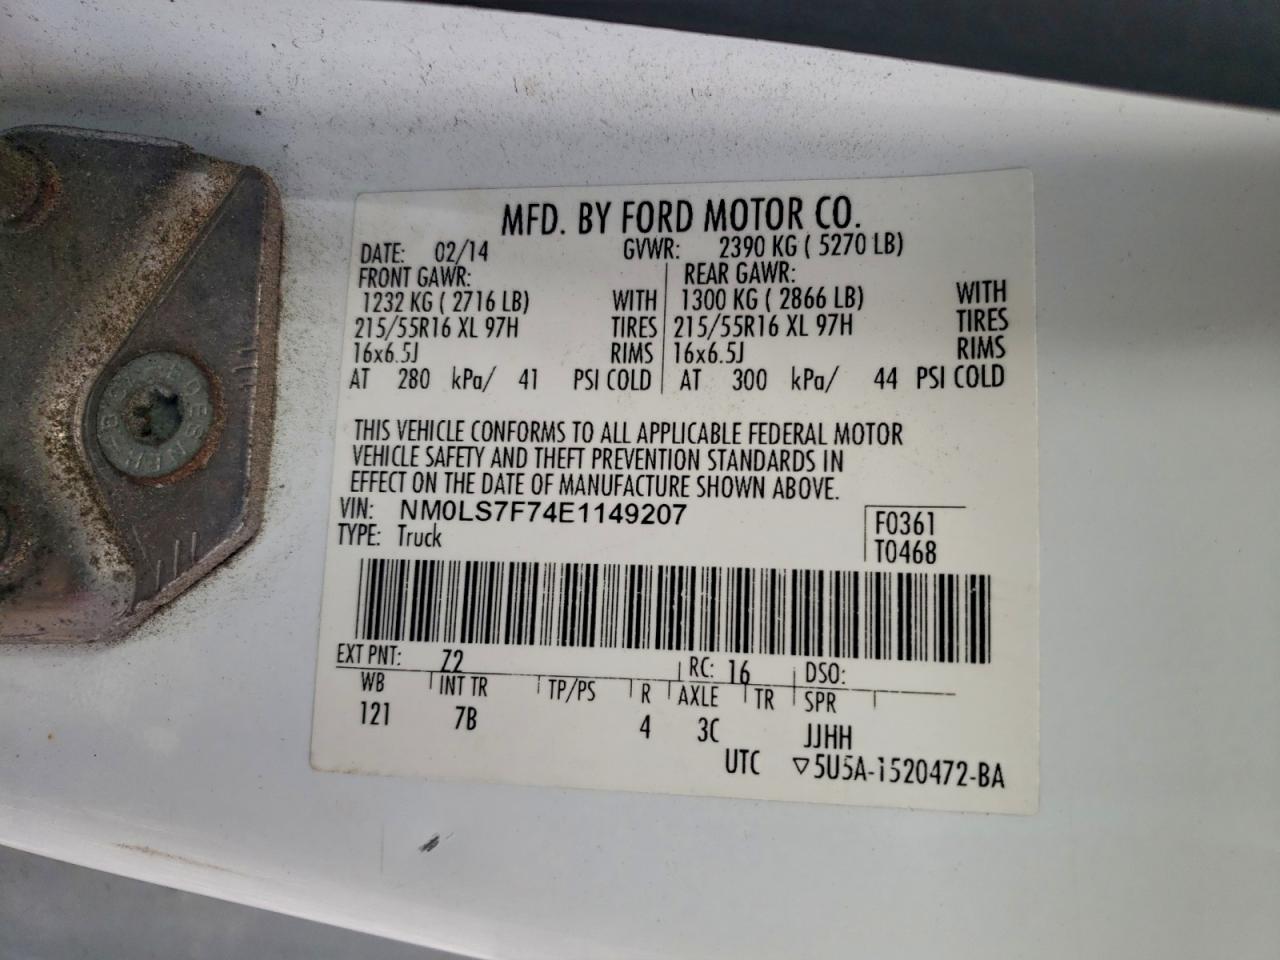 MFD. BY FORD MOTOR CO.
DATE: 02/14 GVWR: 2390 KG ( 5270 LB)
FRONT GAWR: REAR GAWR:
1232 KG ( 2716 LB) WITH 1300 KG ( 2866 LB) WITH
215/55R16 XL 97H TIRES 215/55R16 XL 97H TIRES
16x6.5J RIMS 16x6.5J RIMS
AT 280 kPa/ 41 PSI COLD AT 300 kPa/ 44 PSI COLD
THIS VEHICLE CONFORMS TO ALL APPLICABLE FEDERAL MOTOR
VEHICLE SAFETY AND THEFT PREVENTION STANDARDS IN
EFFECT ON THE DATE OF MANUFACTURE SHOWN ABOVE.
VIN: NM0LS7F74E1149207 F0361
TYPE: Truck T0468
EXT PNT: Z2 RC: 16 DSO:
WB INT TR TP/PS R AXLE TR SPR
121 7B 4 3C JJHH
UTC ▽5U5A-1520472-BA